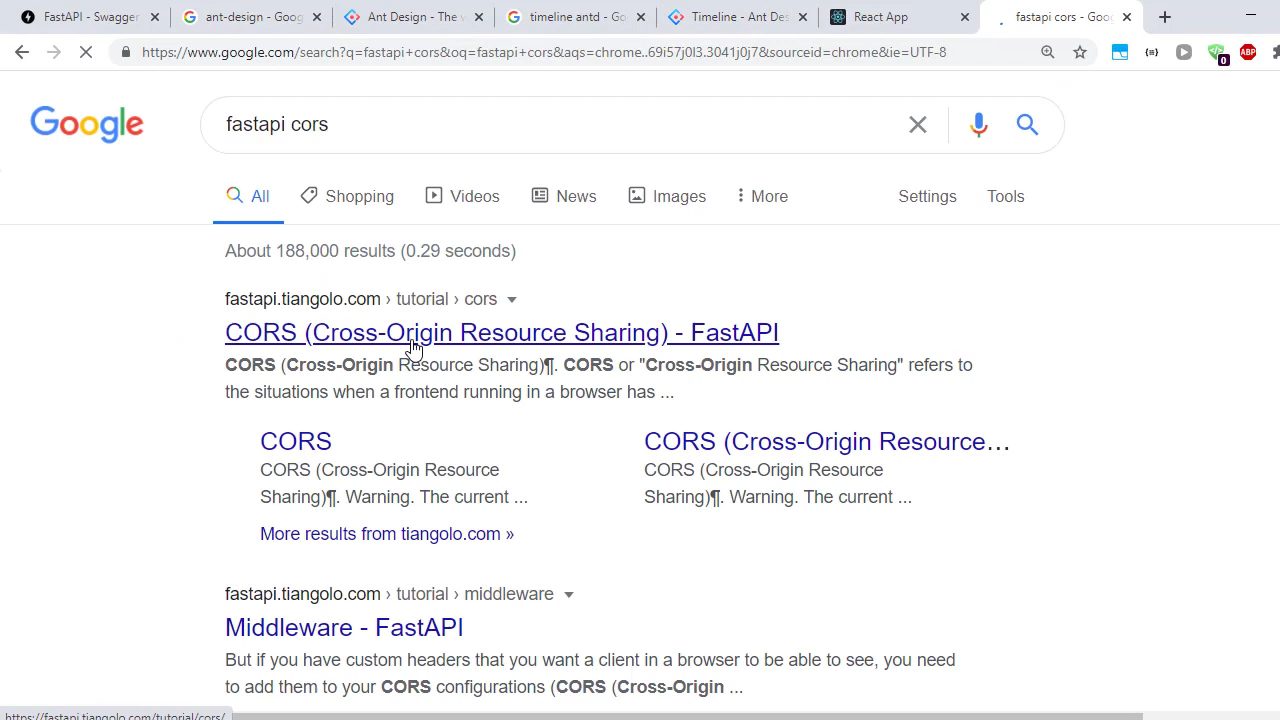 FastAPI - Swagger
ant-design - Goog
Ant Design - The w
timeline antd - G
Timeline - Ant Des
React App
fastapi cors - Goo
https://www.google.com/search?q=fastapi+cors&oq=fastapi+cors&aqs=chrome..69i57j0l3.3041j0j7&sourceid=chrome&ie=UTF-8
0
ABP
Google
fastapi cors
All
Shopping
Videos
News
Images
More
Settings
Tools
About 188,000 results (0.29 seconds)
fastapi.tiangolo.com › tutorial › cors
CORS (Cross-Origin Resource Sharing) - FastAPI
CORS (Cross-Origin Resource Sharing)¶. CORS or "Cross-Origin Resource Sharing" refers to
the situations when a frontend running in a browser has ...
CORS
CORS (Cross-Origin Resource
Sharing)¶. Warning. The current ...
CORS (Cross-Origin Resource…
CORS (Cross-Origin Resource
Sharing)¶. Warning. The current ...
More results from tiangolo.com »
fastapi.tiangolo.com › tutorial › middleware
Middleware - FastAPI
But if you have custom headers that you want a client in a browser to be able to see, you need
to add them to your CORS configurations (CORS (Cross-Origin ...
https://fastapi.tiangolo.com/tutorial/cors/